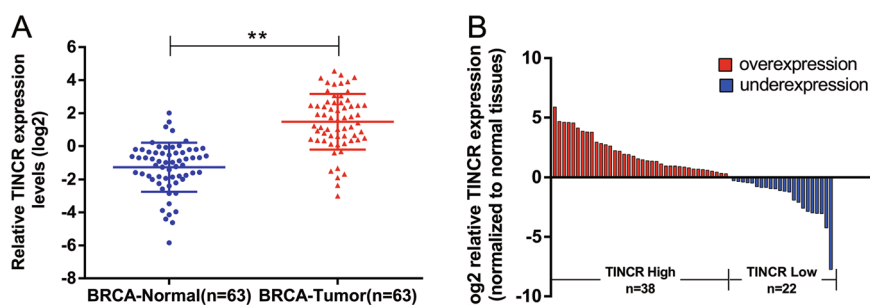 A
**
Relative TINCR expression
levels (log2)
6
4
2
0
-2
-4
-6
-8
BRCA-Normal(n=63) BRCA-Tumor(n=63)
B
og2 relative TINCR expression
(normalized to normal tissues)
10
5
0
-5
-10
overexpression
underexpression
TINCR High
n=38
TINCR Low
n=22